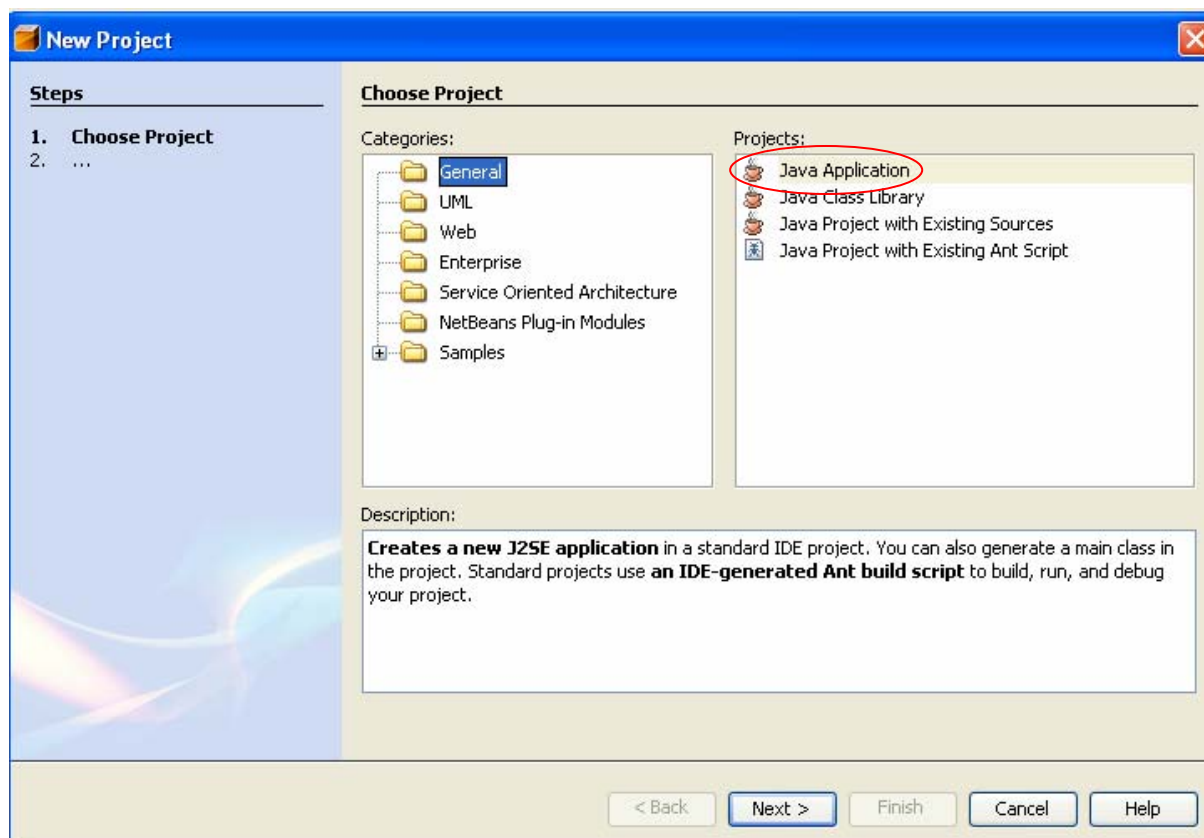 New Project
Steps
1. Choose Project
2. ...
Choose Project
Categories:
General
UML
Web
Enterprise
Service Oriented Architecture
NetBeans Plug-in Modules
Samples
Projects:
Java Application
Java Class Library
Java Project with Existing Sources
Java Project with Existing Ant Script
Description:
Creates a new J2SE application in a standard IDE project. You can also generate a main class in
the project. Standard projects use an IDE-generated Ant build script to build, run, and debug
your project.
< Back
Next >
Finish
Cancel
Help